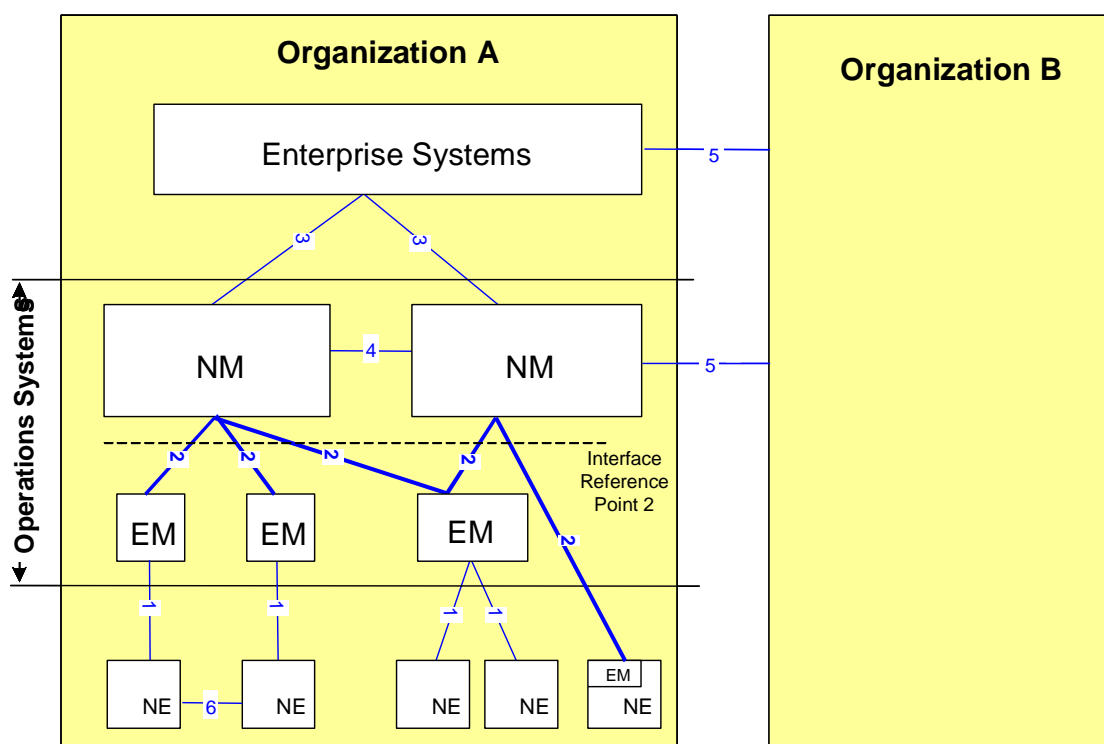 Organization A
Organization B
Enterprise Systems
5
3
3
Operations Systems
NM
4
NM
5
2
2
2
2
Interface
Reference
Point 2
EM
EM
EM
2
1
1
1
1
EM
NE
6
NE
NE
NE
NE